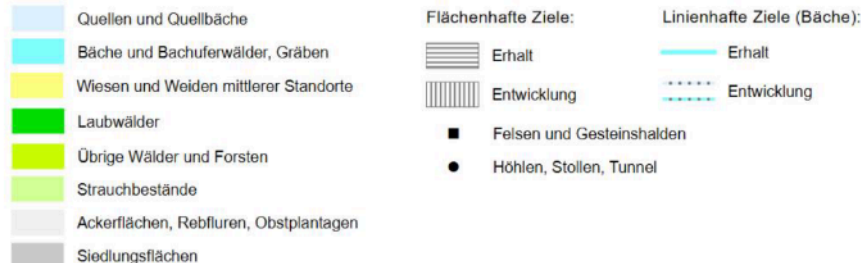 Quellen und Quellbäche
Bäche und Bachuferwälder, Gräben
Wiesen und Weiden mittlerer Standorte
Laubwälder
Übrige Wälder und Forsten
Strauchbestände
Ackerflächen, Rebfluren, Obstplantagen
Siedlungsflächen
Flächenhafte Ziele:
Erhalt
Entwicklung
Felsen und Gesteinshalden
Höhlen, Stollen, Tunnel
Linienhafte Ziele (Bäche):
Erhalt
Entwicklung